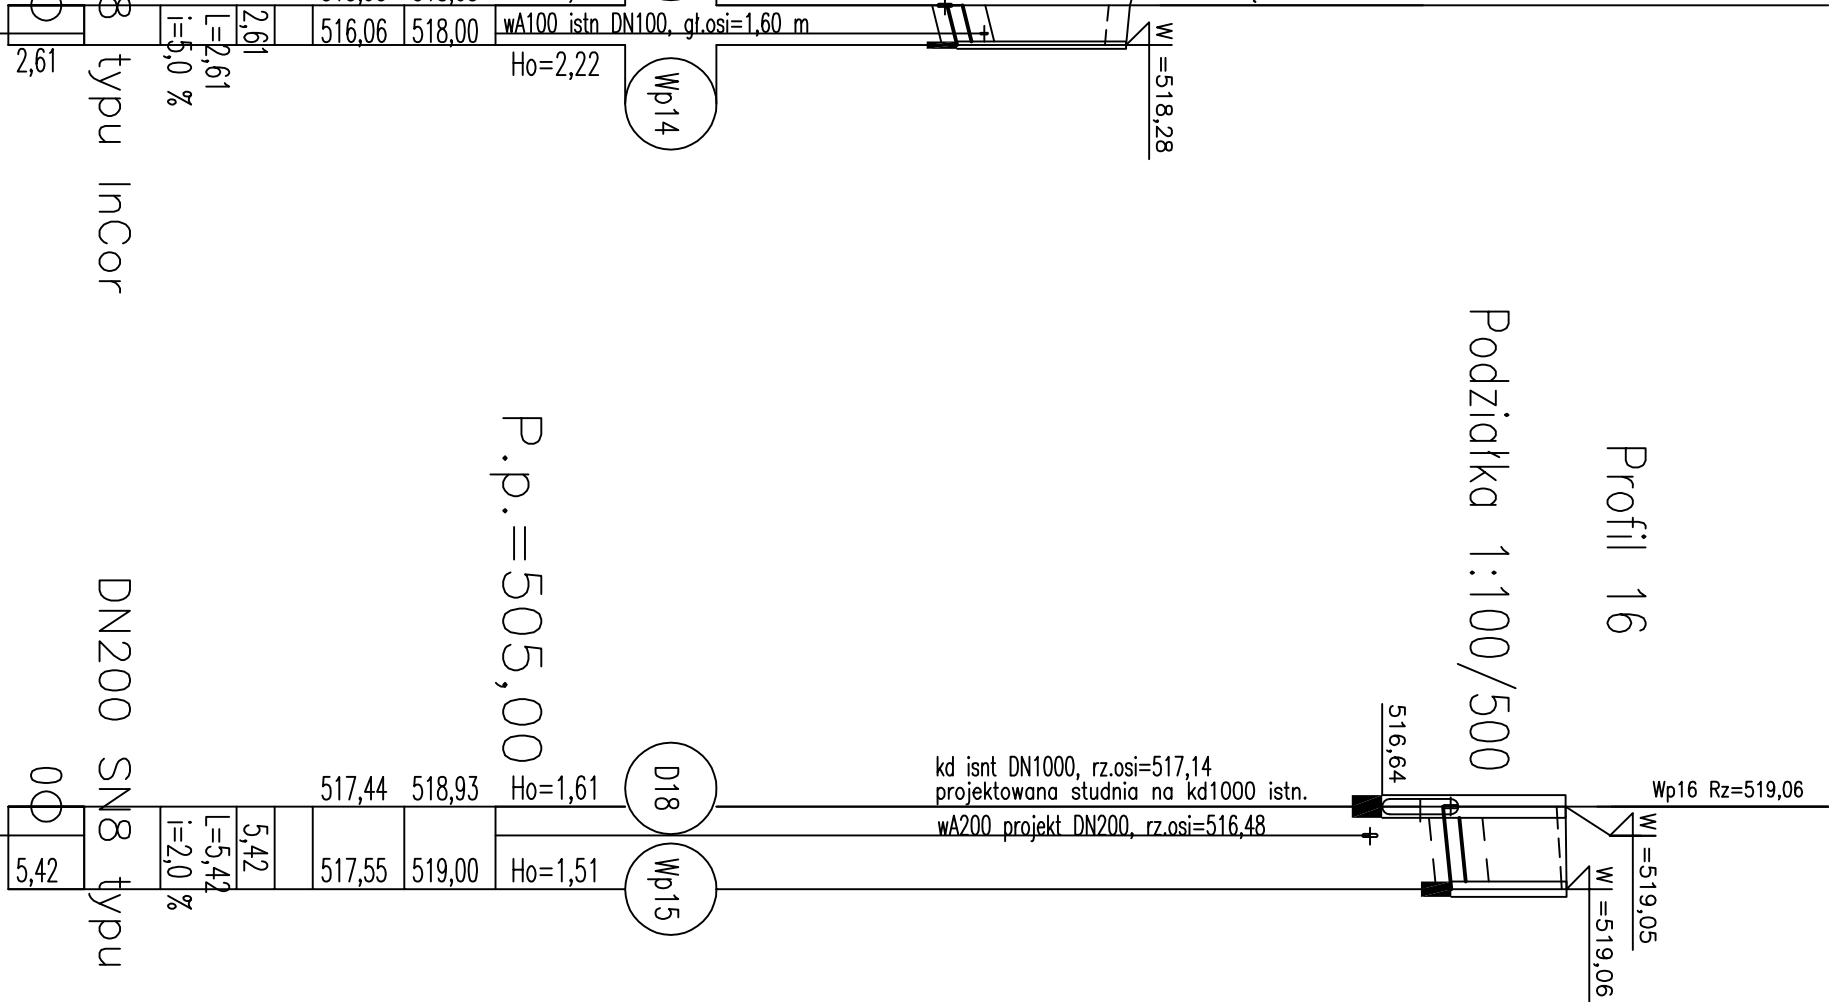 516,06
518,00
wA100 istn DN100, gł.osi=1,60 m
Ho=2,22
2,61
8 typu InCor
i=5,0 %
L=2,61
2,61
Wp14
W =518,28
Profil 16
Podziałka 1:100/500
P.p.=505,00
DN200 SN8 typu
516,64
kd isnt DN1000, rz.osi=517,14
projektowana studnia na kd1000 istn.
wA200 projekt DN200, rz.osi=516,48
Wp16 Rz=519,06
W =519,05
W =519,06
D18
Wp15
517,44
518,93
Ho=1,61
517,55
519,00
Ho=1,51
0
5,42
i=2,0 %
L=5,42
5,42